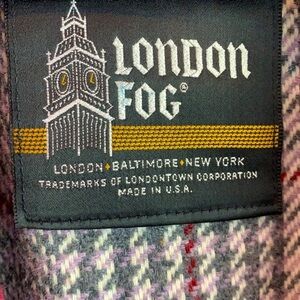 LONDON
FOG®
LONDON♦BALTIMORE♦NEW YORK
TRADEMARKS OF LONDONTOWN CORPORATION
MADE IN U.S.A.